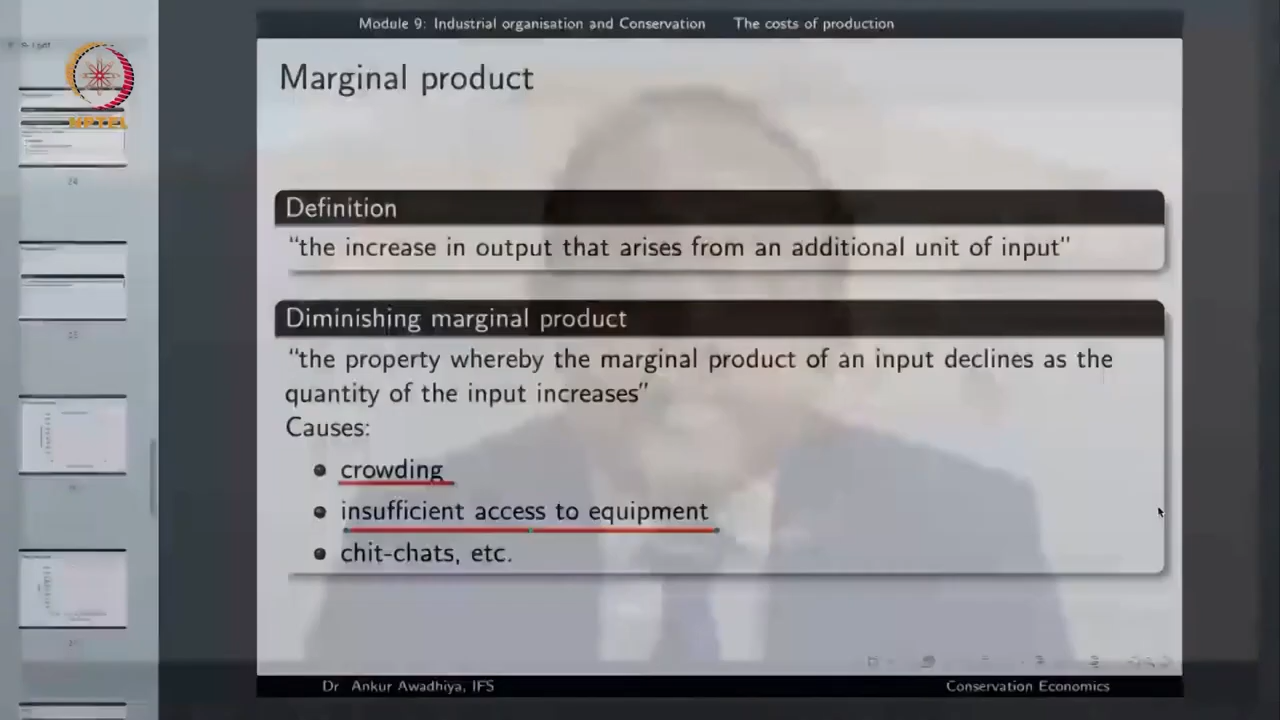 Module 9: Industrial organisation and Conservation The costs of production
NPTEL
24
Marginal product
Definition
“the increase in output that arises from an additional unit of input”
Diminishing marginal product
“the property whereby the marginal product of an input declines as the
quantity of the input increases”
Causes:
crowding
insufficient access to equipment
chit-chats, etc.
Dr Ankur Awadhiya, IFS Conservation Economics